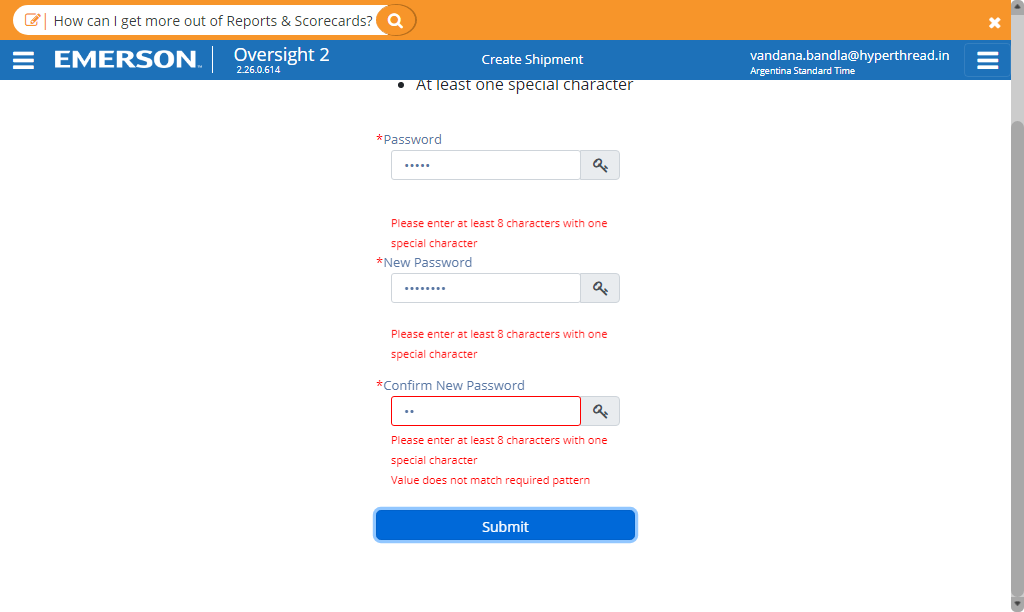 How can I get more out of Reports & Scorecards?
EMERSON™
Oversight 2
2.26.0.614
Create Shipment
vandana.bandla@hyperthread.in
Argentina Standard Time
• At least one special character
*Password
•••••
Please enter at least 8 characters with one
special character
*New Password
••••••••
Please enter at least 8 characters with one
special character
*Confirm New Password
••
Please enter at least 8 characters with one
special character
Value does not match required pattern
Submit